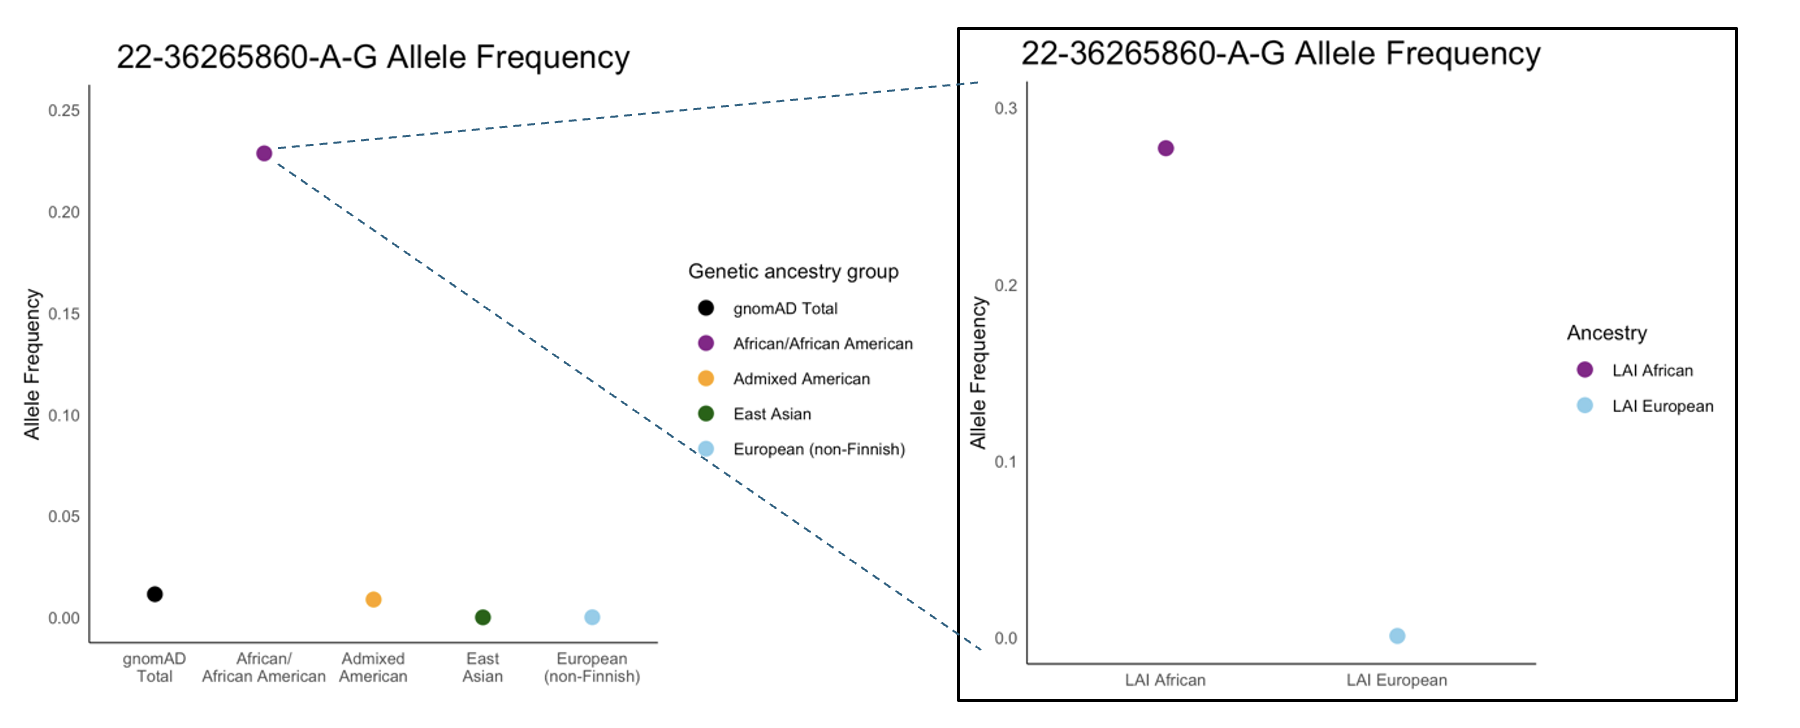 22-36265860-A-G Allele Frequency
Allele Frequency
0.25
0.20
0.15
0.10
0.05
0.00
gnomAD
Total
African/
African American
Admixed
American
East
Asian
European
(non-Finnish)
Genetic ancestry group
gnomAD Total
African/African American
Admixed American
East Asian
European (non-Finnish)
22-36265860-A-G Allele Frequency
Allele Frequency
0.3
0.2
0.1
0.0
LAI African
LAI European
Ancestry
LAI African
LAI European